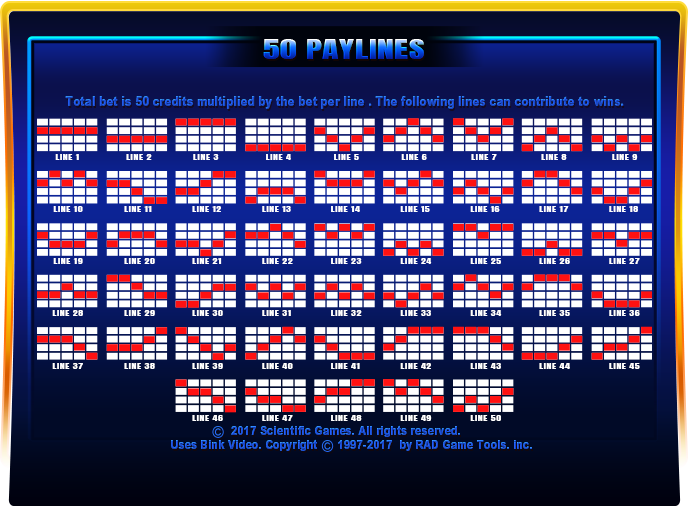 50 PAYLINES
Total bet is 50 credits multiplied by the bet per line . The following lines can contribute to wins.
LINE 1 LINE 2 LINE 3 LINE 4 LINE 5 LINE 6 LINE 7 LINE 8 LINE 9
LINE 10 LINE 11 LINE 12 LINE 13 LINE 14 LINE 15 LINE 16 LINE 17 LINE 18
LINE 19 LINE 20 LINE 21 LINE 22 LINE 23 LINE 24 LINE 25 LINE 26 LINE 27
LINE 28 LINE 29 LINE 30 LINE 31 LINE 32 LINE 33 LINE 34 LINE 35 LINE 36
LINE 37 LINE 38 LINE 39 LINE 40 LINE 41 LINE 42 LINE 43 LINE 44 LINE 45
LINE 46 LINE 47 LINE 48 LINE 49 LINE 50
© 2017 Scientific Games. All rights reserved.
Uses Bink Video. Copyright © 1997-2017 by RAD Game Tools. Inc.